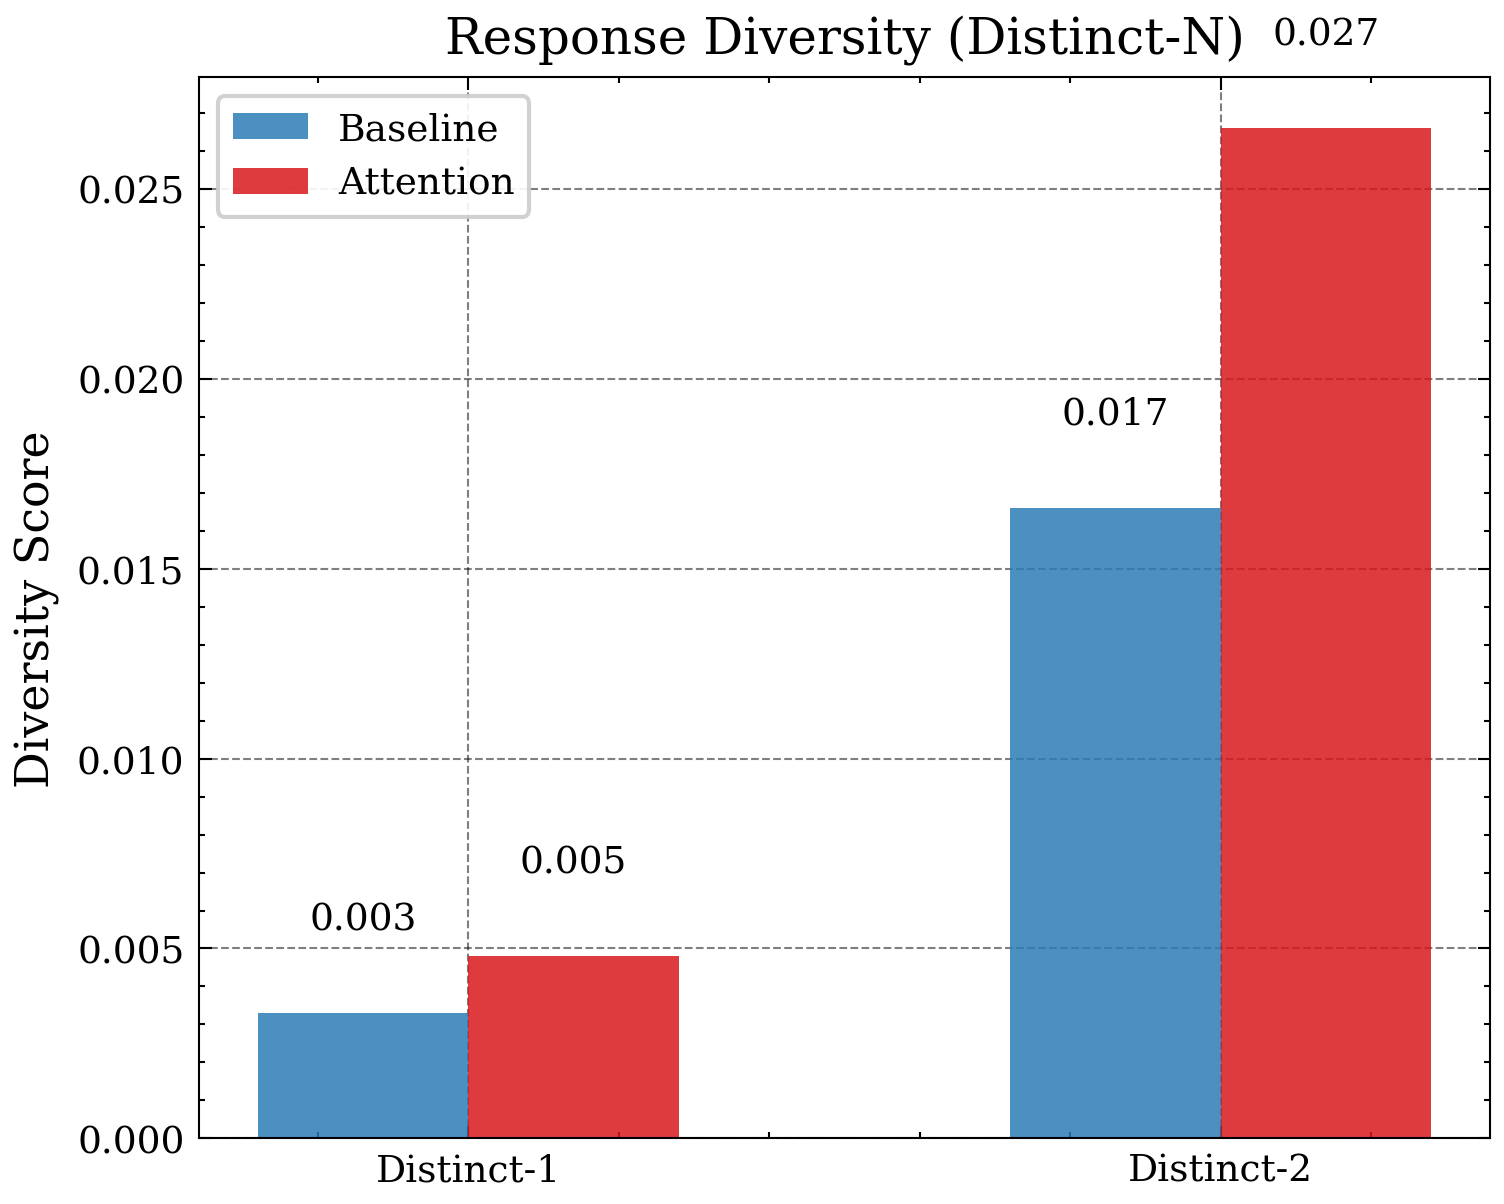 Response Diversity (Distinct-N)
0.027
Baseline
Attention
0.025
0.020
0.017
Diversity Score
0.015
0.010
0.005
0.003
0.005
0.000
Distinct-1
Distinct-2